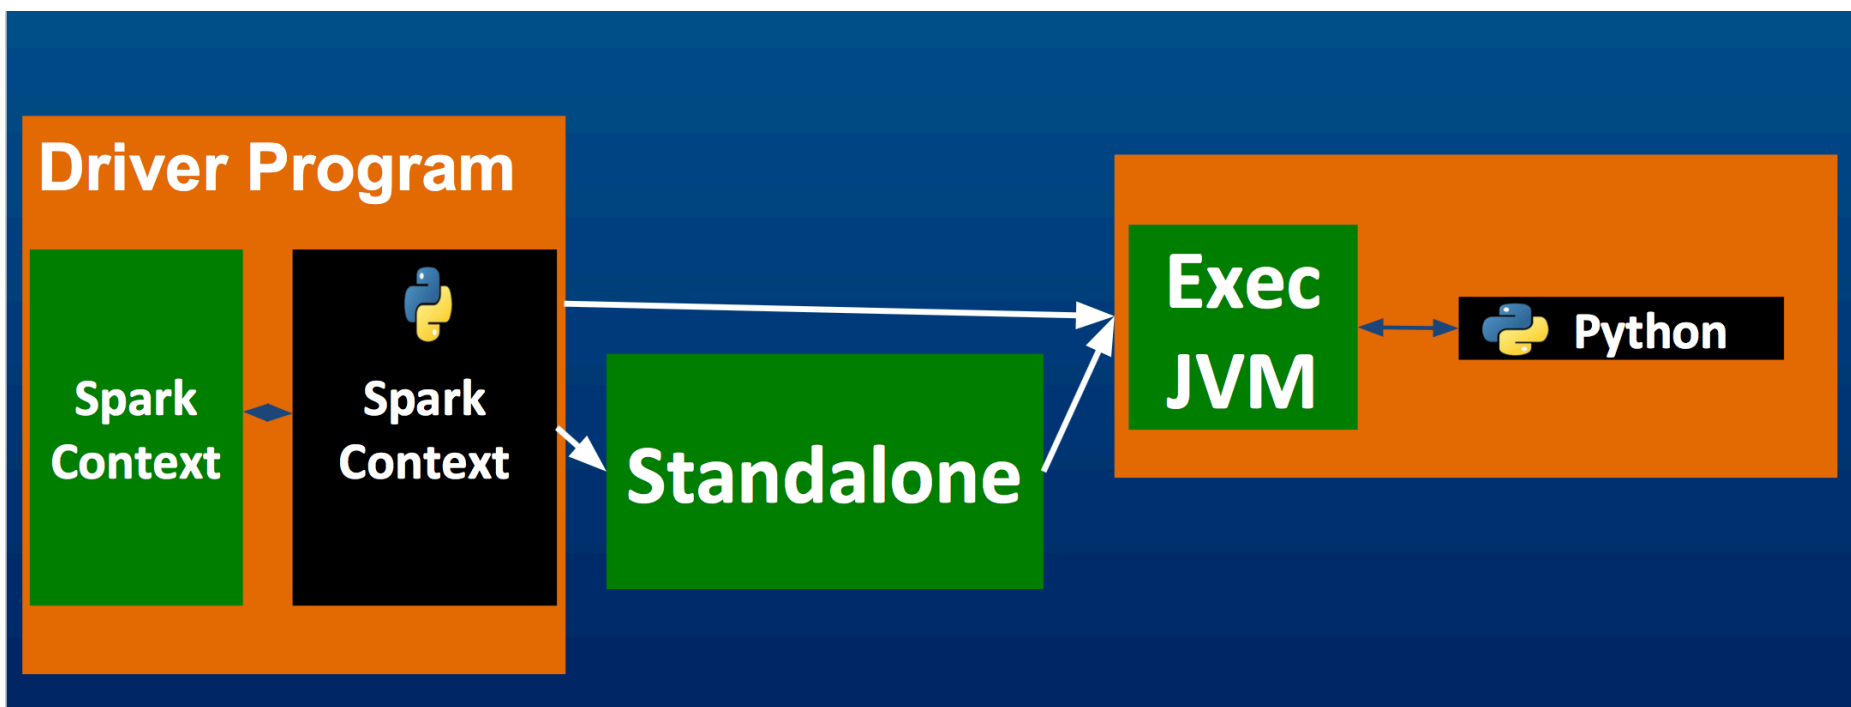 Driver Program
Spark
Context
Spark
Context
Standalone
Exec
JVM
Python